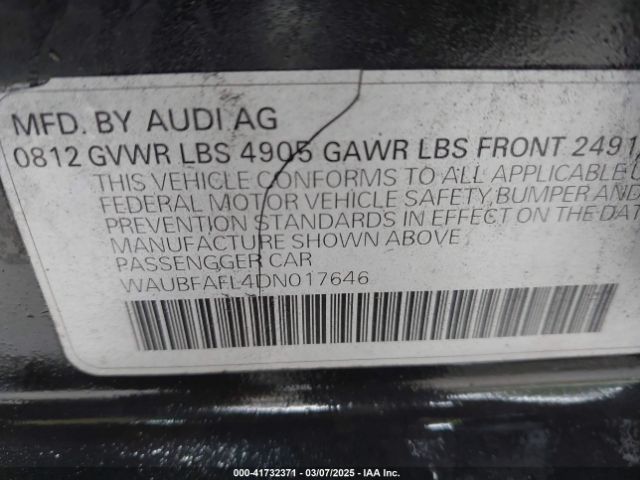 MFD. BY AUDI AG
0812 GVWR LBS 4905 GAWR LBS FRONT 2491
THIS VEHICLE CONFORMS TO ALL APPLICABLE
FEDERAL MOTOR VEHICLE SAFETY, BUMPER AND
PREVENTION STANDARDS IN EFFECT ON THE DAT
MANUFACTURE SHOWN ABOVE
PASSENGGER CAR
WAUBFAFL4DN017646
000-41732371 - 03/07/2025 - IAA Inc.